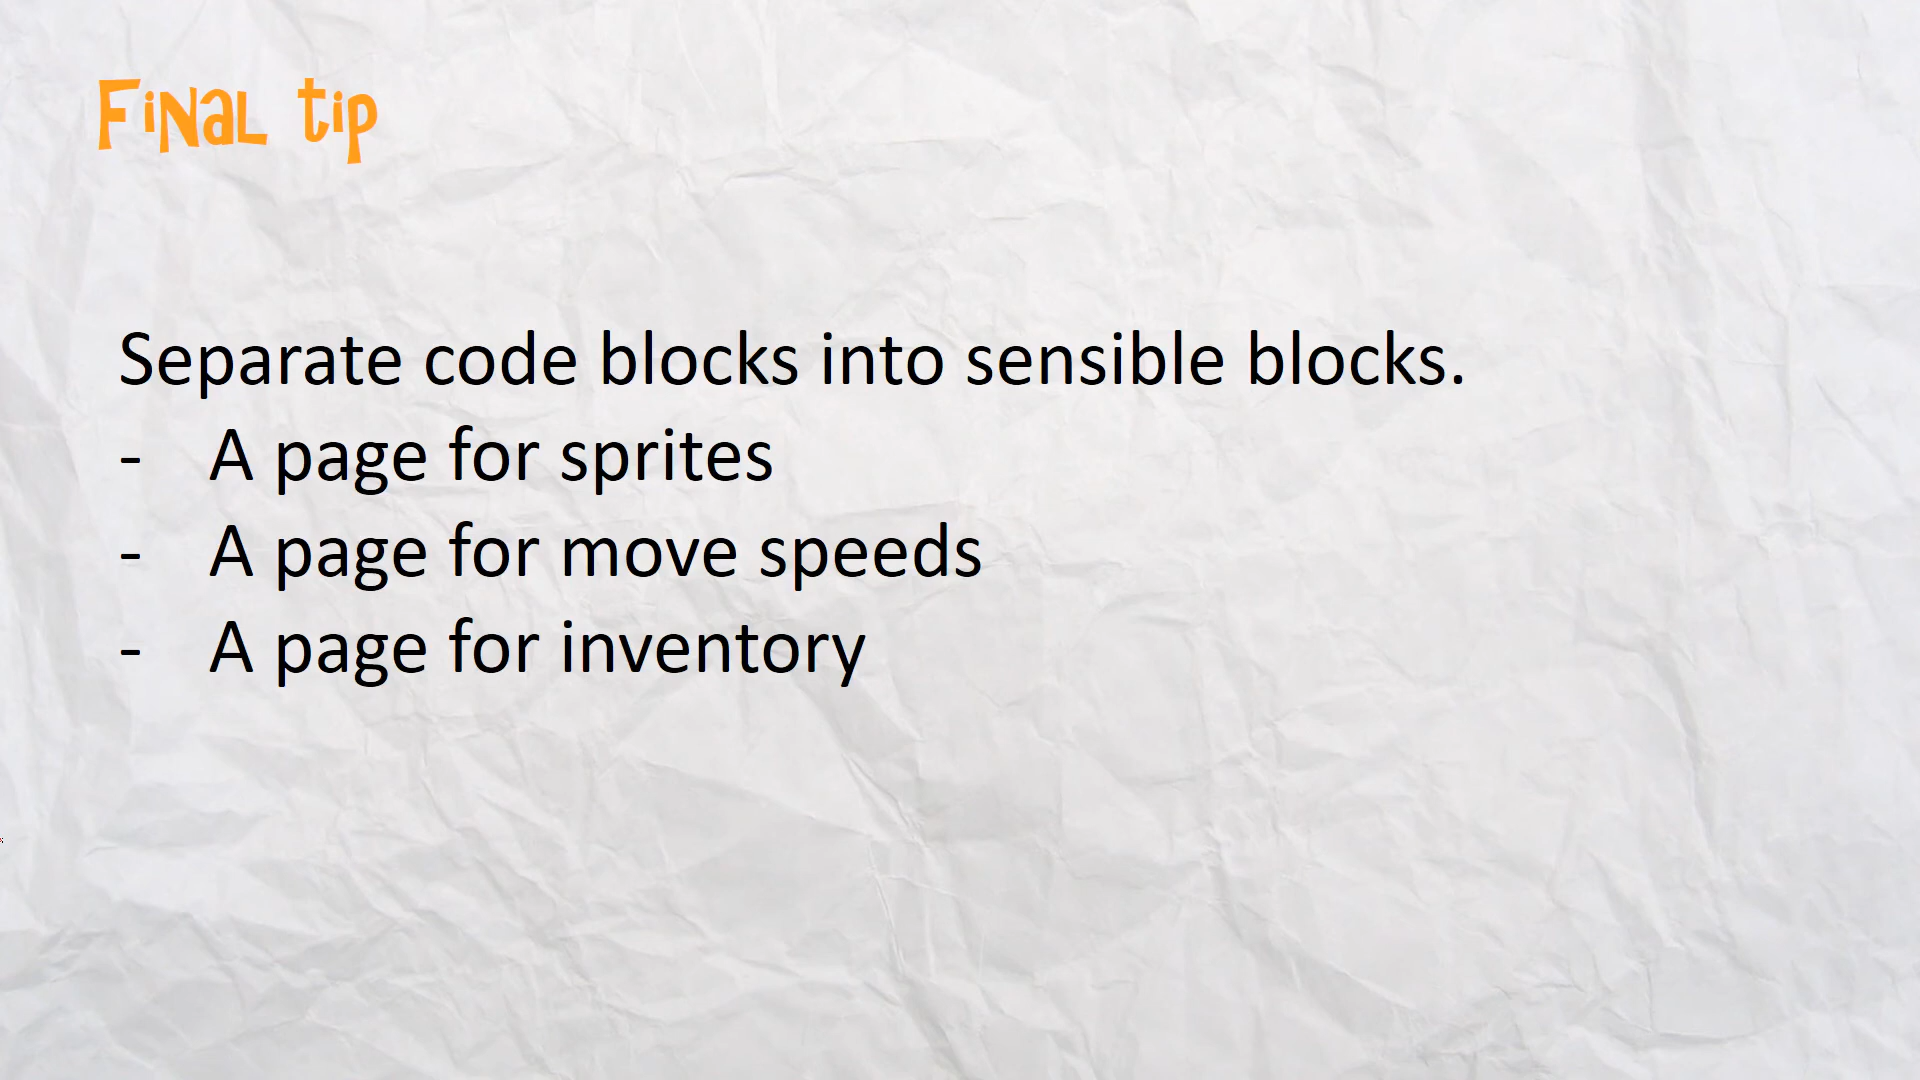 Final tip
Separate code blocks into sensible blocks.
- A page for sprites
- A page for move speeds
- A page for inventory